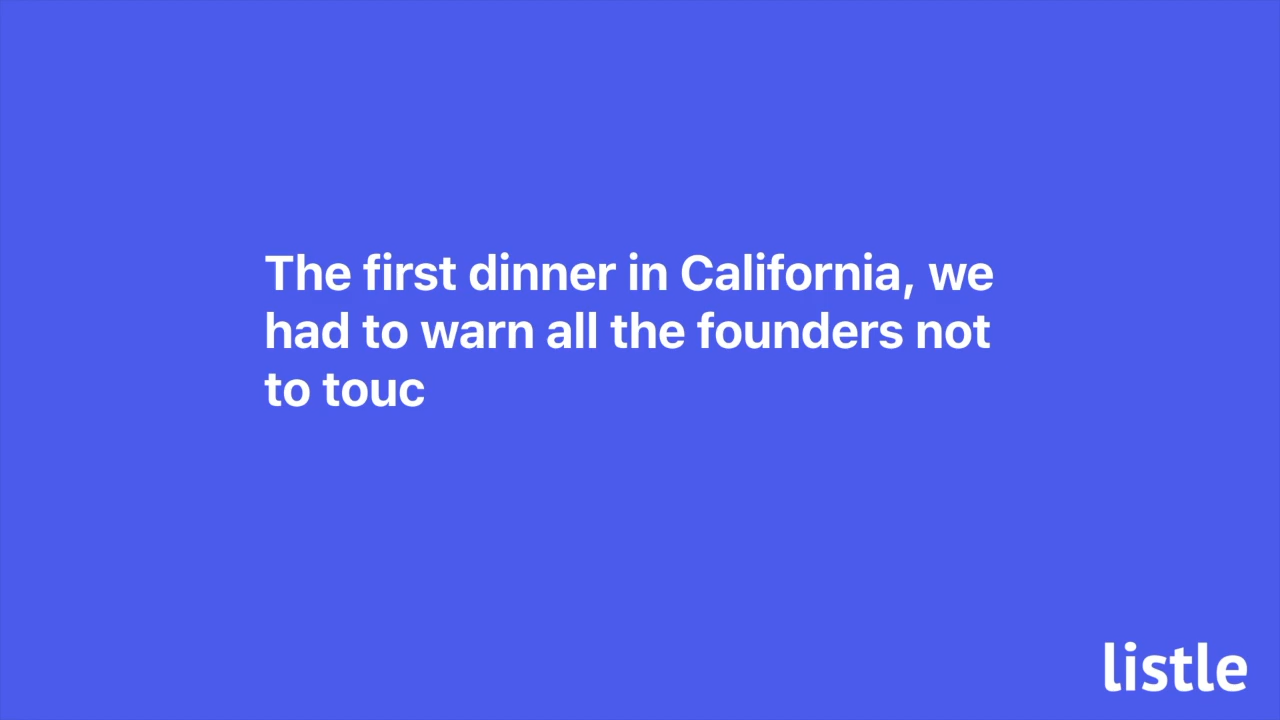 The first dinner in California, we
had to warn all the founders not
to touc
listle